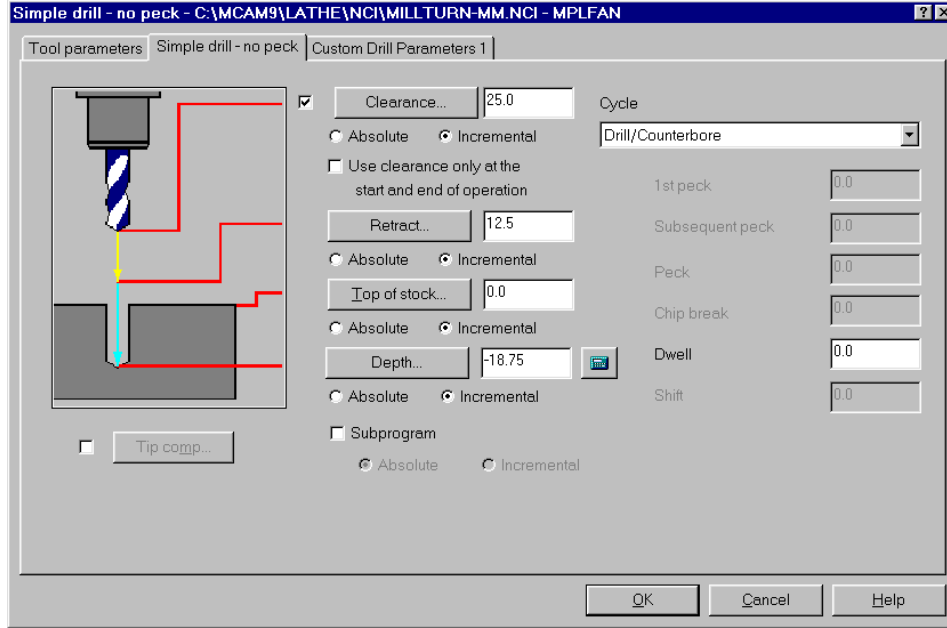 Simple drill - no peck - C:\MCAM9\LATHE\NCI\MILLTURN-MM.NCI - MPLFAN
Tool parameters Simple drill - no peck Custom Drill Parameters 1
Clearance... 25.0
Absolute Incremental
Use clearance only at the
start and end of operation
Retract... 12.5
Absolute Incremental
Top of stock... 0.0
Absolute Incremental
Depth... -18.75
Absolute Incremental
Tip comp...
Subprogram
Absolute Incremental
Cycle
Drill/Counterbore
1st peck 0.0
Subsequent peck 0.0
Peck 0.0
Chip break 0.0
Dwell 0.0
Shift 0.0
OK Cancel Help